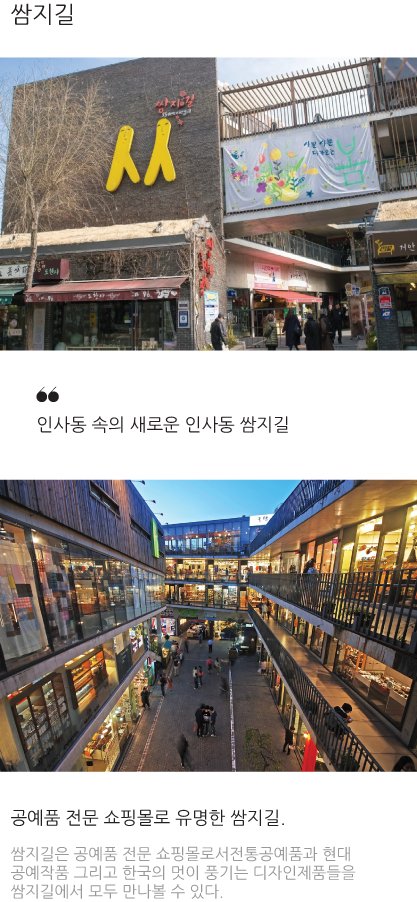 쌈지길
쌈지길
인사동 속의 새로운 인사동 쌈지길
공예품 전문 쇼핑몰로 유명한 쌈지길.
쌈지길은 공예품 전문 쇼핑몰로서전통공예품과 현대
공예작품 그리고 한국의 멋이 풍기는 디자인제품들을
쌈지길에서 모두 만나볼 수 있다.